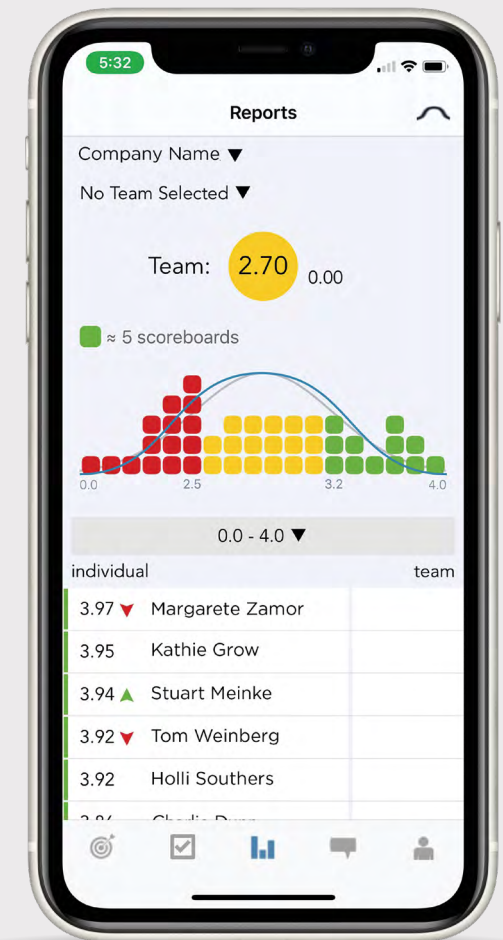 5:32
Reports
Company Name ▼
No Team Selected ▼
Team: 2.70 0.00
≈ 5 scoreboards
0.0 2.5 3.2 4.0
0.0 - 4.0 ▼
individual team
3.97 Margarete Zamor
3.95 Kathie Grow
3.94 Stuart Meinke
3.92 Tom Weinberg
3.92 Holli Southers